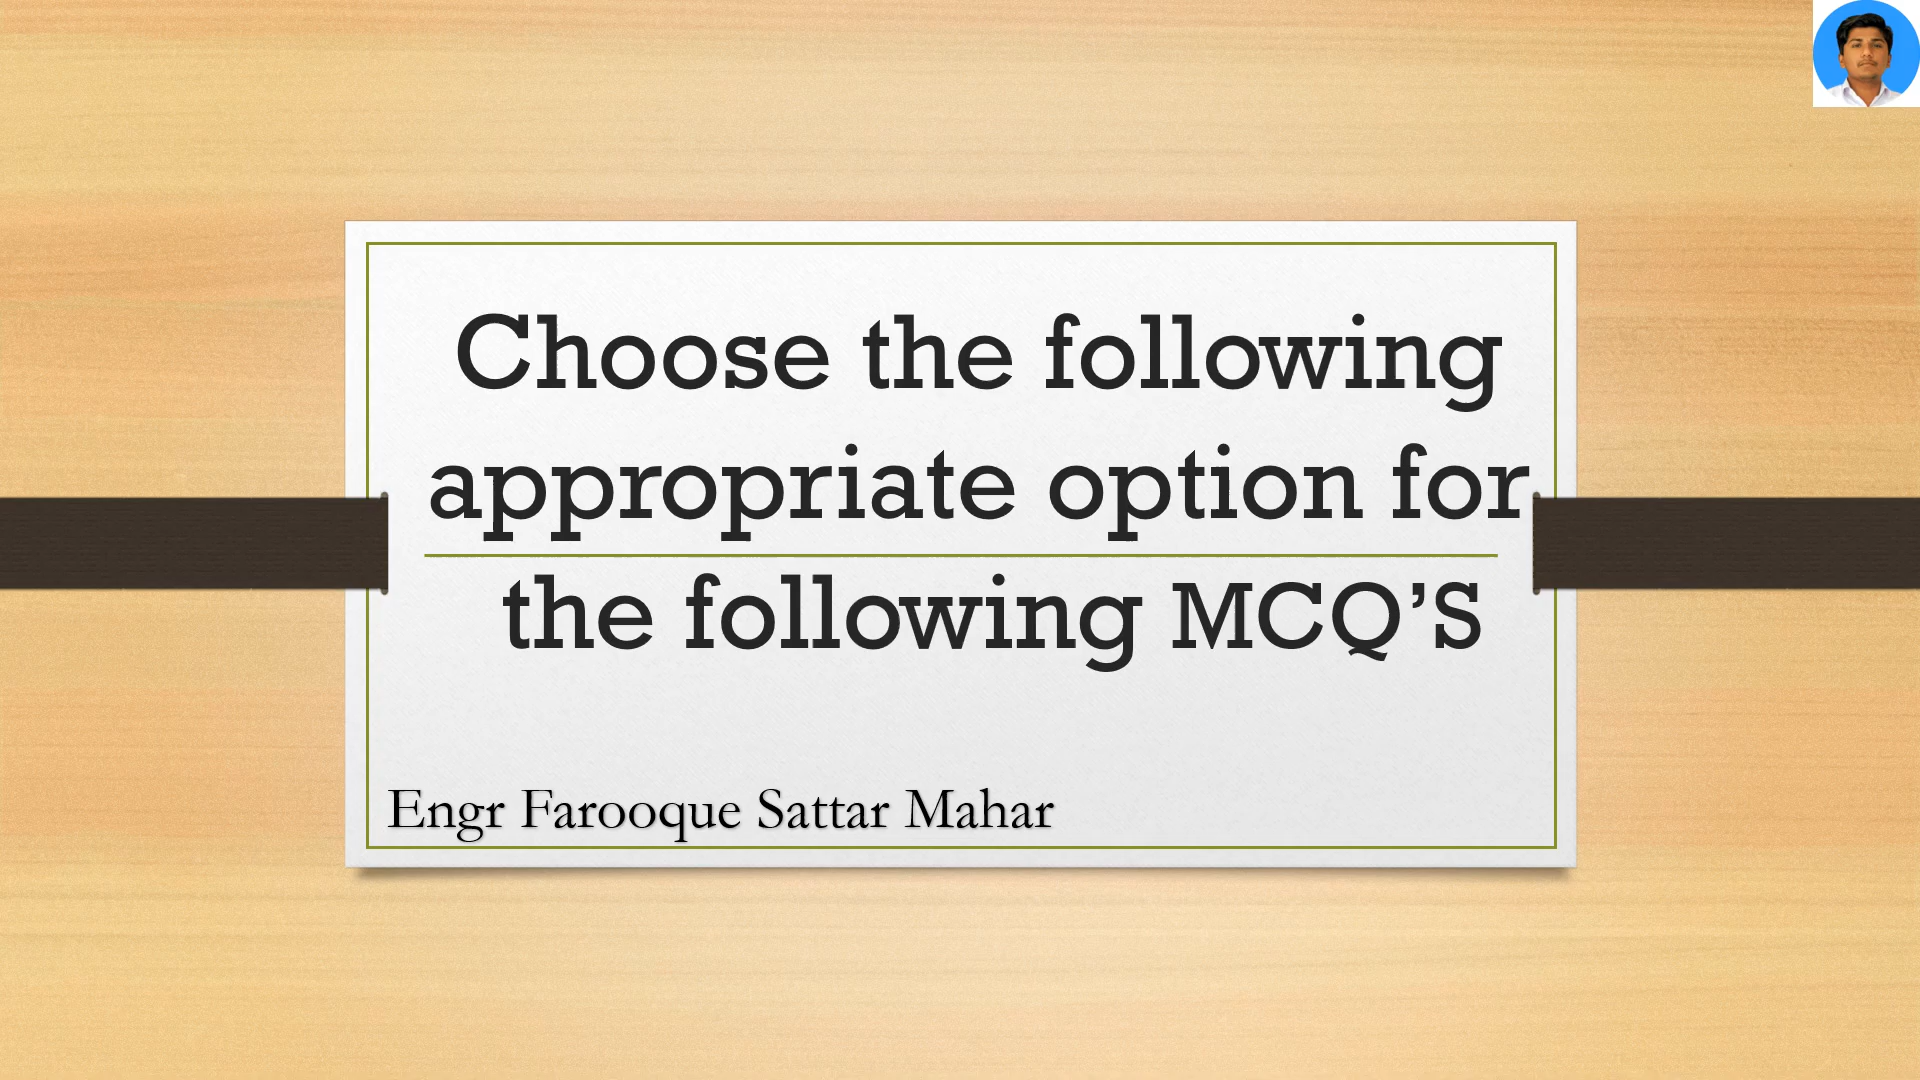 Choose the following
appropriate option for
the following MCQ’S
Engr Farooque Sattar Mahar